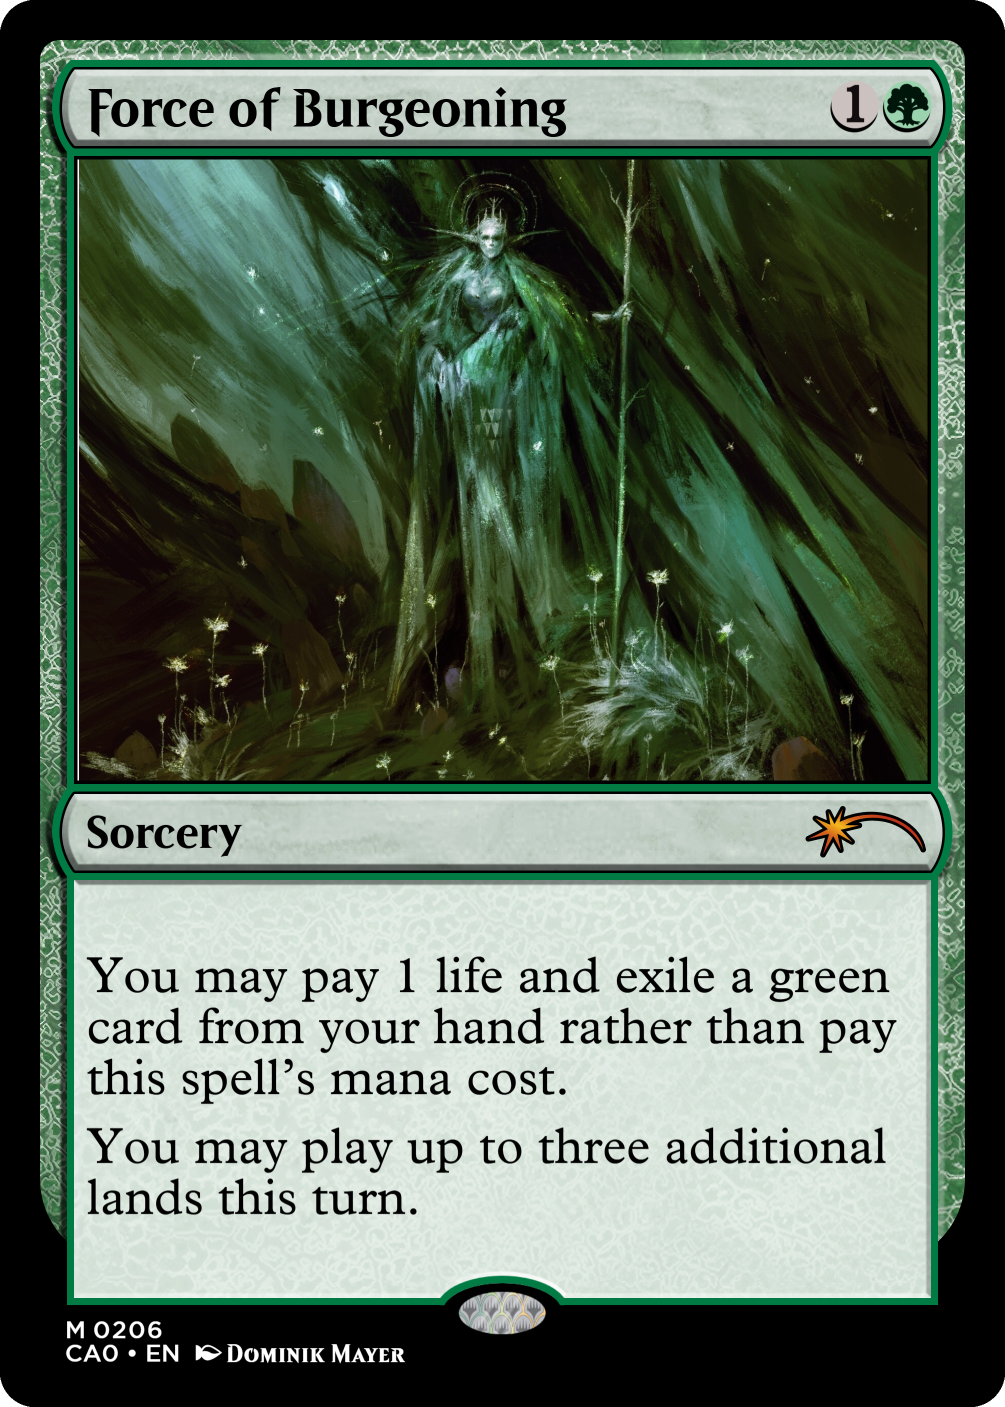 Force of Burgeoning 1
Sorcery
You may pay 1 life and exile a green
card from your hand rather than pay
this spell’s mana cost.
You may play up to three additional
lands this turn.
M 0206
CAO • EN DOMINIK MAYER